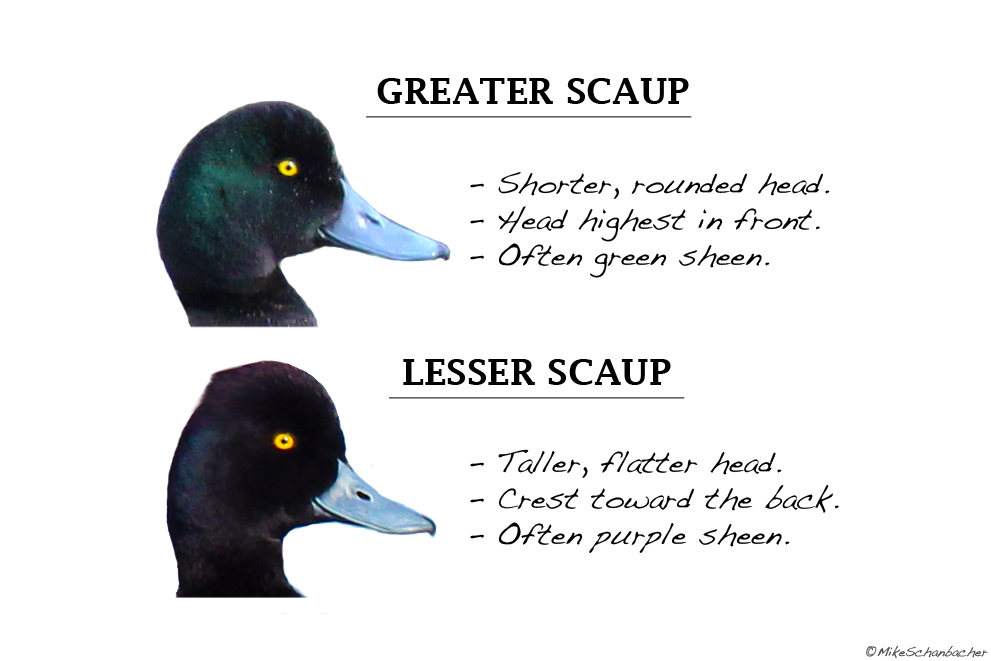 GREATER SCAUP
- Shorter, rounded head.
- Head highest in front.
- Often green sheen.
LESSER SCAUP
- Taller, flatter head.
- Crest toward the back.
- Often purple sheen.
©MikeSchanbacher